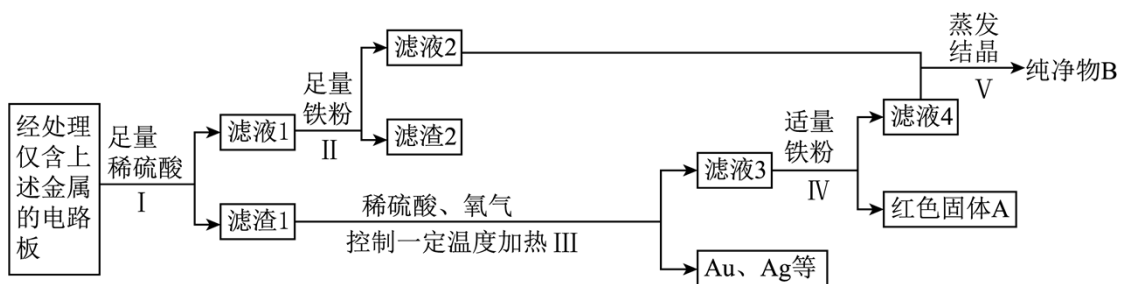 经处理
仅含上
述金属
的电路
板
足量
稀硫酸
Ⅰ
滤液1
滤渣1
足量
铁粉
Ⅱ
滤液2
滤渣2
稀硫酸、氧气
控制一定温度加热Ⅲ
滤液3
Au、Ag等
适量
铁粉
Ⅳ
滤液4
红色固体A
蒸发
结晶
Ⅴ
纯净物B